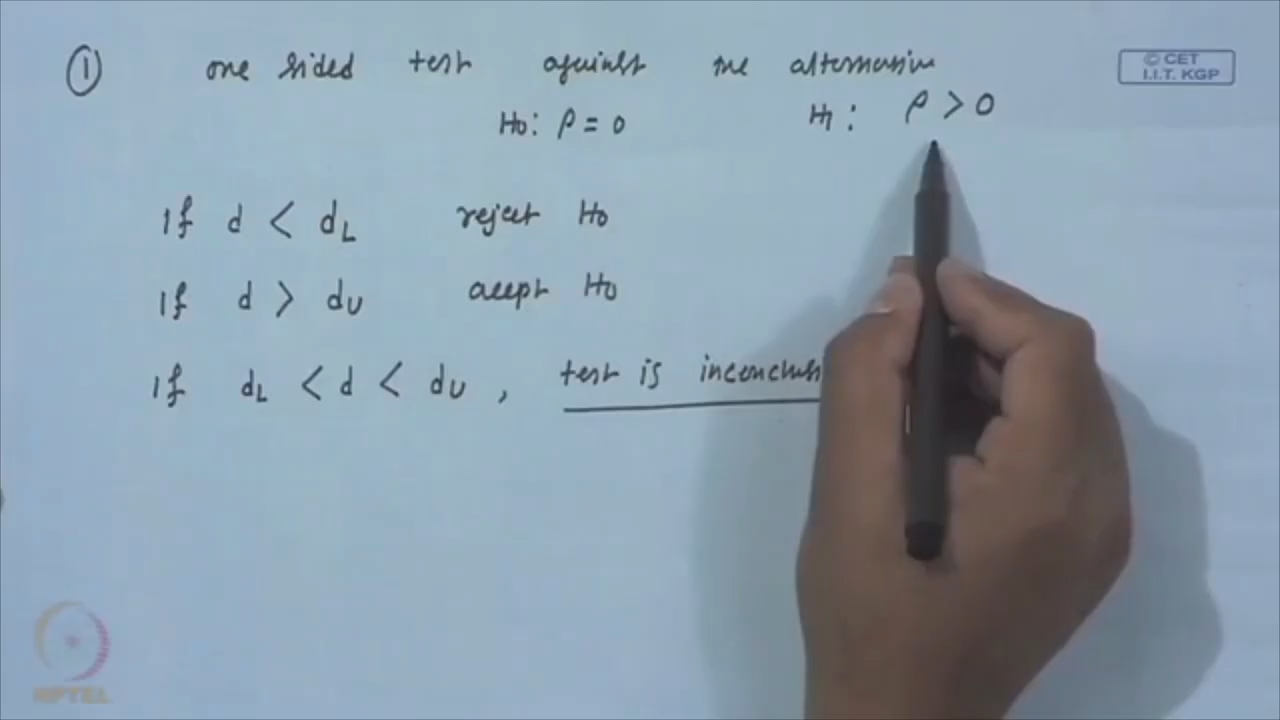 ① one sided test against the alternative
H0: ρ = 0 H1: ρ > 0
© CET
I.I.T. KGP
If d < dL reject H0
If d > dU accept H0
If dL < d < dU , test is
NPTEL